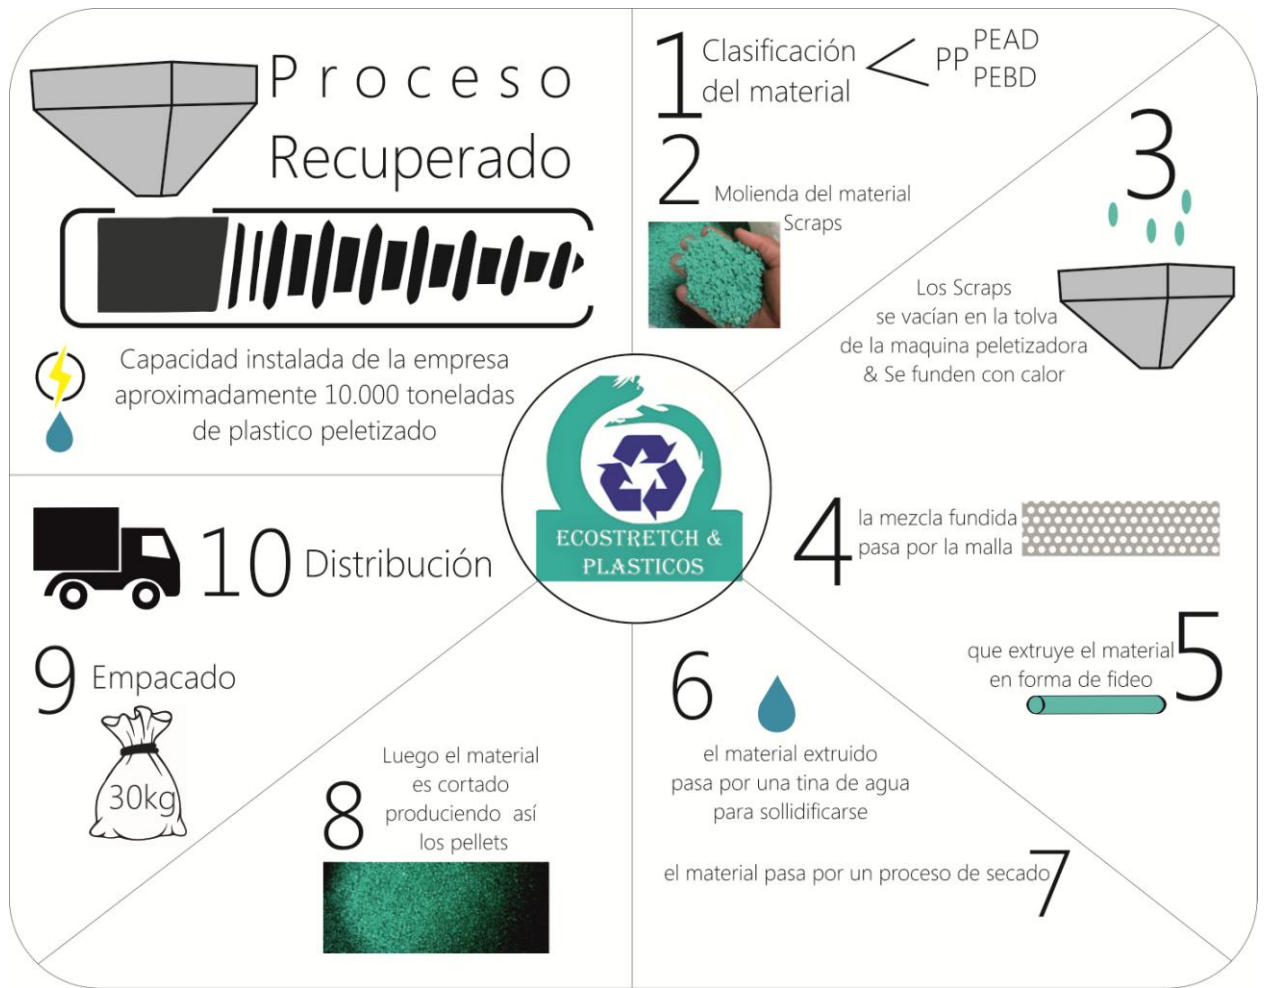 Proceso
Recuperado
Capacidad instalada de la empresa
aproximadamente 10.000 toneladas
de plastico peletizado
1
Clasificación
del material
PP
PEAD
PEBD
2
Molienda del material
Scraps
3
Los Scraps
se vacían en la tolva
de la maquina peletizadora
& Se funden con calor
4
la mezcla fundida
pasa por la malla
5
que extruye el material
en forma de fideo
6
el material extruido
pasa por una tina de agua
para sollidificarse
el material pasa por un proceso de secado
7
8
Luego el material
es cortado
produciendo así
los pellets
9
Empacado
30kg
10
Distribución
ECOSTRETCH &
PLASTICOS